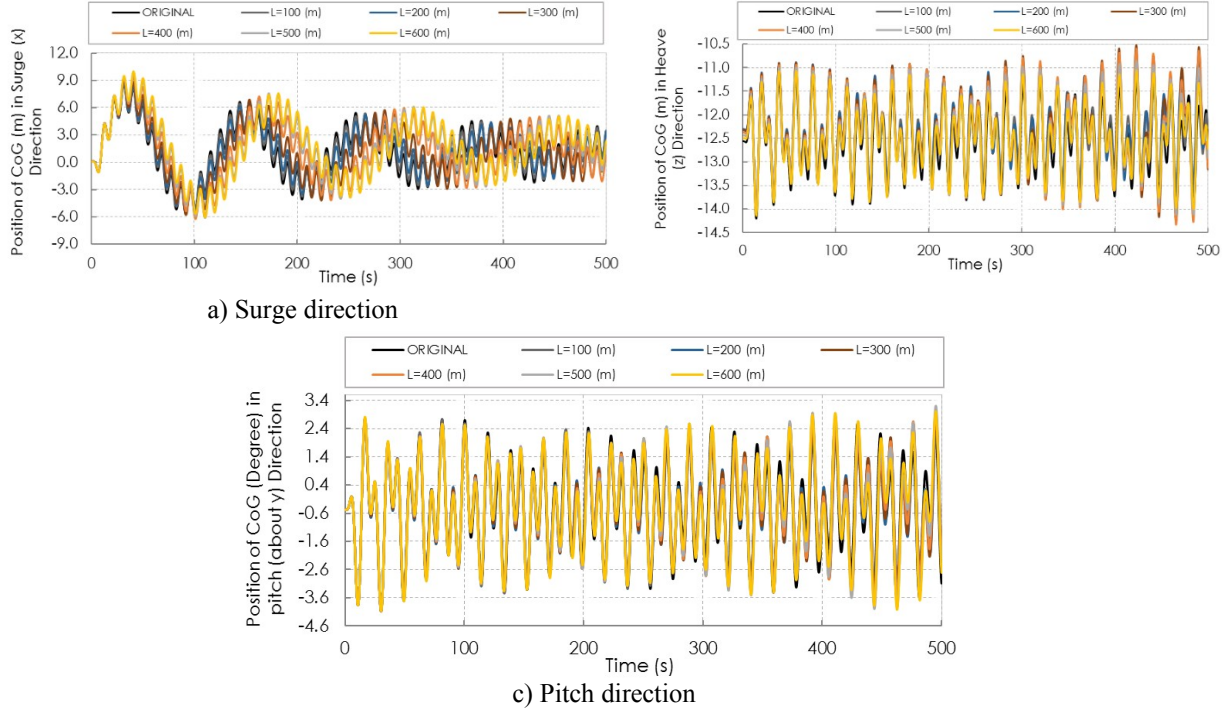 ORIGINAL L=100 (m) L=200 (m) L=300 (m)
L=400 (m) L=500 (m) L=600 (m)
Position of CoG (m) in Surge (x)
Direction
12.0
9.0
6.0
3.0
0.0
-3.0
-6.0
-9.0
0 100 200 300 400 500
Time (s)
a) Surge direction
ORIGINAL L=100 (m) L=200 (m) L=300 (m)
L=400 (m) L=500 (m) L=600 (m)
Position of CoG (m) in Heave
(z) Direction
-10.5
-11.0
-11.5
-12.0
-12.5
-13.0
-13.5
-14.0
-14.5
0 100 200 300 400 500
Time (s)
ORIGINAL L=100 (m) L=200 (m) L=300 (m)
L=400 (m) L=500 (m) L=600 (m)
Position of CoG (Degree) in
pitch (about y) Direction
3.4
2.4
1.4
0.4
-0.6
-1.6
-2.6
-3.6
-4.6
0 100 200 300 400 500
Time (s)
c) Pitch direction